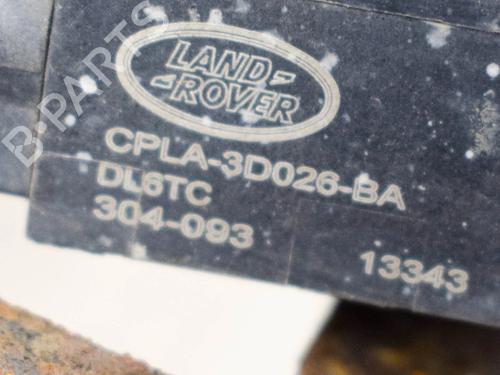 B-PARTS
LAND
ROVER
CPLA-3D026-BA
DL6TC
304-093
13343